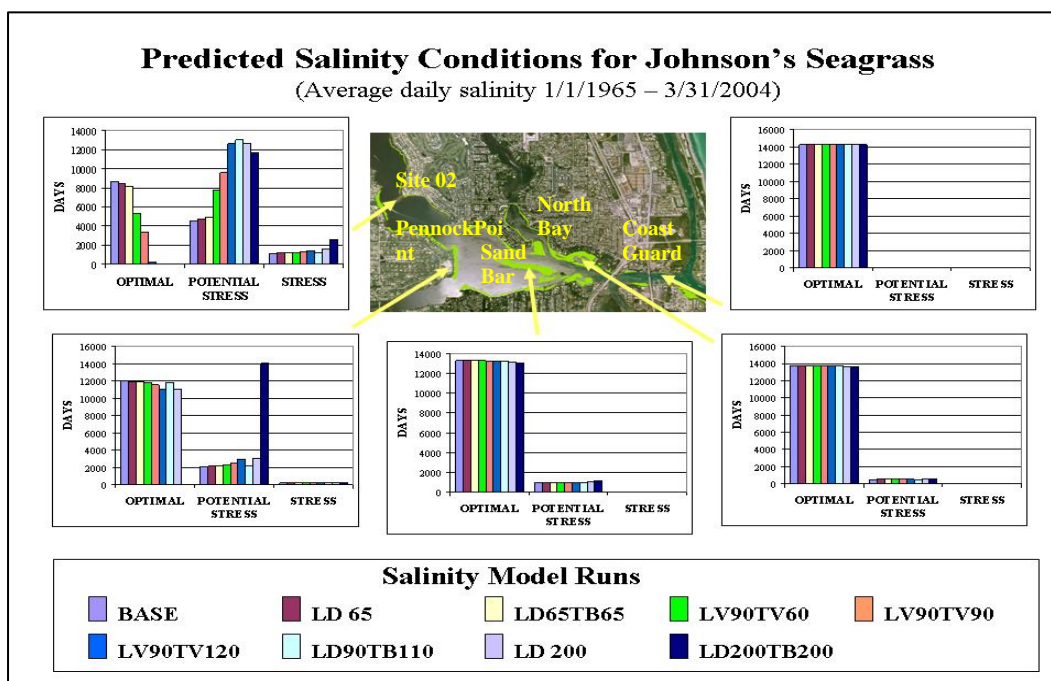 Predicted Salinity Conditions for Johnson's Seagrass
(Average daily salinity 1/1/1965 – 3/31/2004)
14000
12000
10000
8000
6000
4000
2000
0
DAYS
OPTIMAL POTENTIAL STRESS
STRESS
Site 02
North
Bay
PennockPoi
nt
Sand
Bar
Coast
Guard
16000
14000
12000
10000
8000
6000
4000
2000
0
DAYS
OPTIMAL POTENTIAL STRESS
STRESS
16000
14000
12000
10000
8000
6000
4000
2000
0
DAYS
OPTIMAL POTENTIAL STRESS
STRESS
14000
12000
10000
8000
6000
4000
2000
0
DAYS
OPTIMAL POTENTIAL STRESS
STRESS
16000
14000
12000
10000
8000
6000
4000
2000
0
DAYS
OPTIMAL POTENTIAL STRESS
STRESS
Salinity Model Runs
BASE LD 65 LD65TB65 LV90TV60 LV90TV90
LV90TV120 LD90TB110 LD 200 LD200TB200